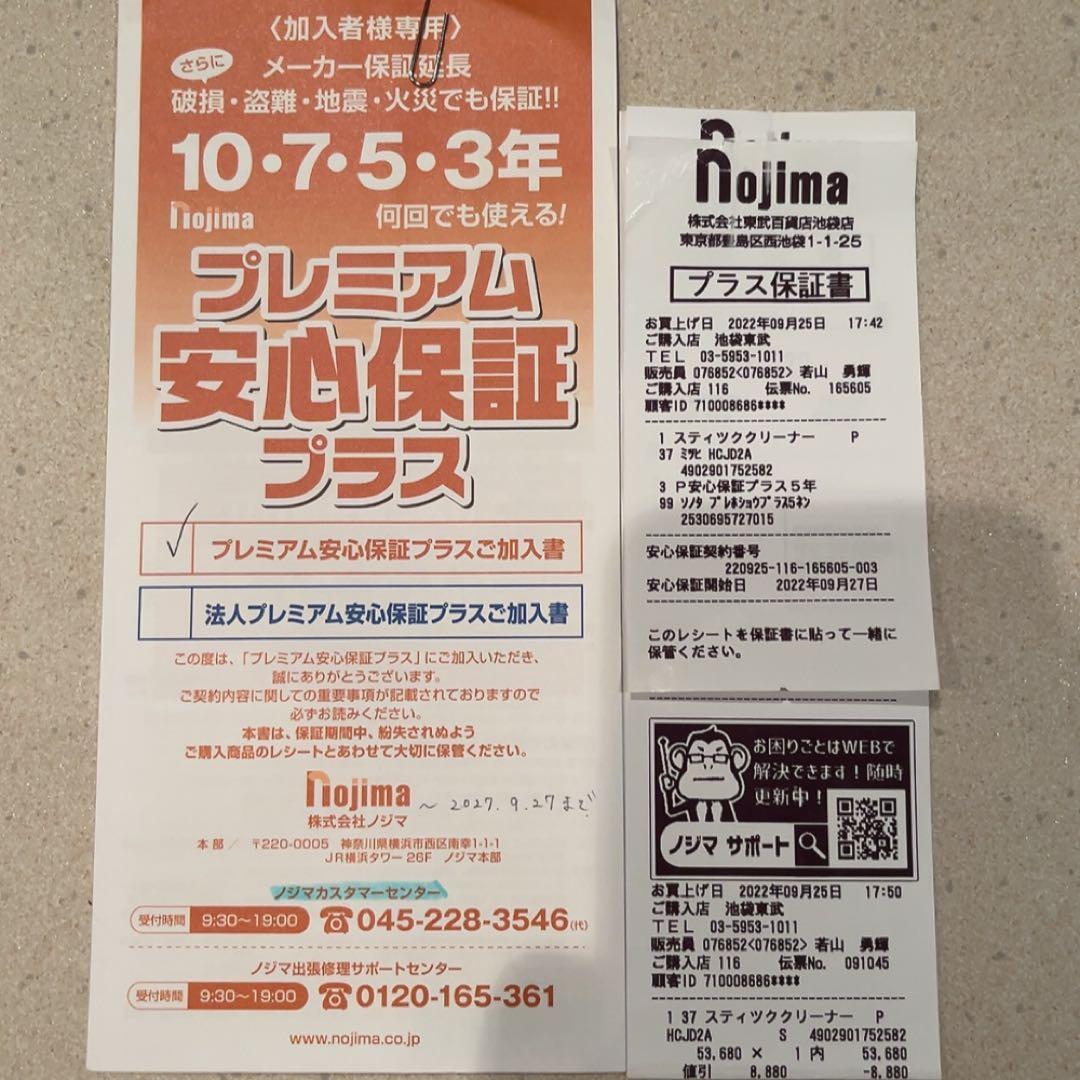 〈加入者様専用〉
さらに
メーカー保証延長
破損・盗難・地震・火災でも保証!!
10・7・5・3年
nojima
何回でも使える!
プレミアム
安心保証
プラス
プレミアム安心保証プラスご加入書
法人プレミアム安心保証プラスご加入書
この度は、「プレミアム安心保証プラス」にご加入いただき、
誠にありがとうございます。
ご契約内容に関しての重要事項が記載されておりますので
必ずお読みください。
本書は、保証期間中、紛失されぬよう
ご購入商品のレシートとあわせて大切に保管ください。
nojima
〜2027.9.27まで
株式会社ノジマ
本部/ 〒220-0005 神奈川県横浜市西区南幸1-1-1
JR横浜タワー26F ノジマ本部
ノジマカスタマーセンター
受付時間 9:30〜19:00 ☎045-228-3546(代)
ノジマ出張修理サポートセンター
受付時間 9:30〜19:00 ☎0120-165-361
www.nojima.co.jp
nojima
株式会社東武百貨店池袋店
東京都豊島区西池袋1-1-25
プラス保証書
お買上げ日 2022年09月25日 17:42
ご購入店 池袋東武
TEL 03-5953-1011
販売員 076852<076852> 若山 勇輝
ご購入店 116 伝票No. 165605
顧客ID 710008686****
1 スティツククリーナー P
37 ミツヒ HCJD2A
4902901752582
3 P安心保証プラス5年
99 ソノタ プレホショウプラス5ネン
2530695727015
安心保証契約番号
220925-116-165605-003
安心保証開始日 2022年09月27日
このレシートを保証書に貼って一緒に
保管ください。
お困りごとはWEBで
解決できます!随時
更新中!
ノジマ サポート
お買上げ日 2022年09月25日 17:50
ご購入店 池袋東武
TEL 03-5953-1011
販売員 076852<076852> 若山 勇輝
ご購入店 116 伝票No. 091045
顧客ID 710008686****
1 37 スティツククリーナー P
HCJD2A S 4902901752582
53,680 × 1 内 53,680
値引 8,880 -8,880